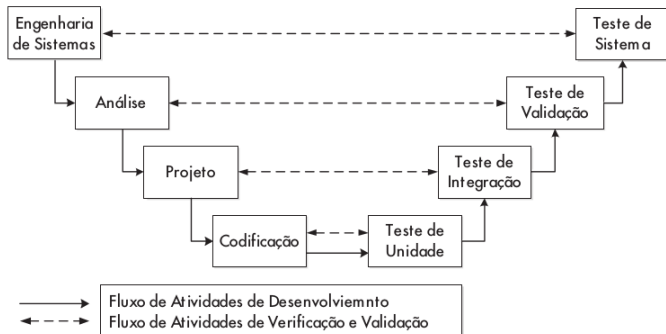 Engenharia
de Sistemas
Teste de
Sistema
Análise
Teste de
Validação
Projeto
Teste de
Integração
Codificação
Teste de
Unidade
Fluxo de Atividades de Desenvolviemnto
Fluxo de Atividades de Verificação e Validação